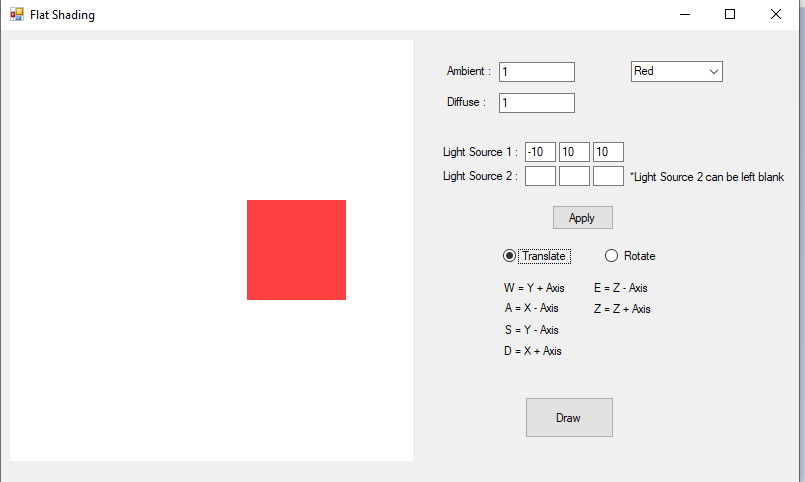 Flat Shading
Ambient : 1 Red
Diffuse : 1
Light Source 1 : -10 10 10
Light Source 2 : *Light Source 2 can be left blank
Apply
Translate Rotate
W = Y + Axis E = Z - Axis
A = X - Axis Z = Z + Axis
S = Y - Axis
D = X + Axis
Draw